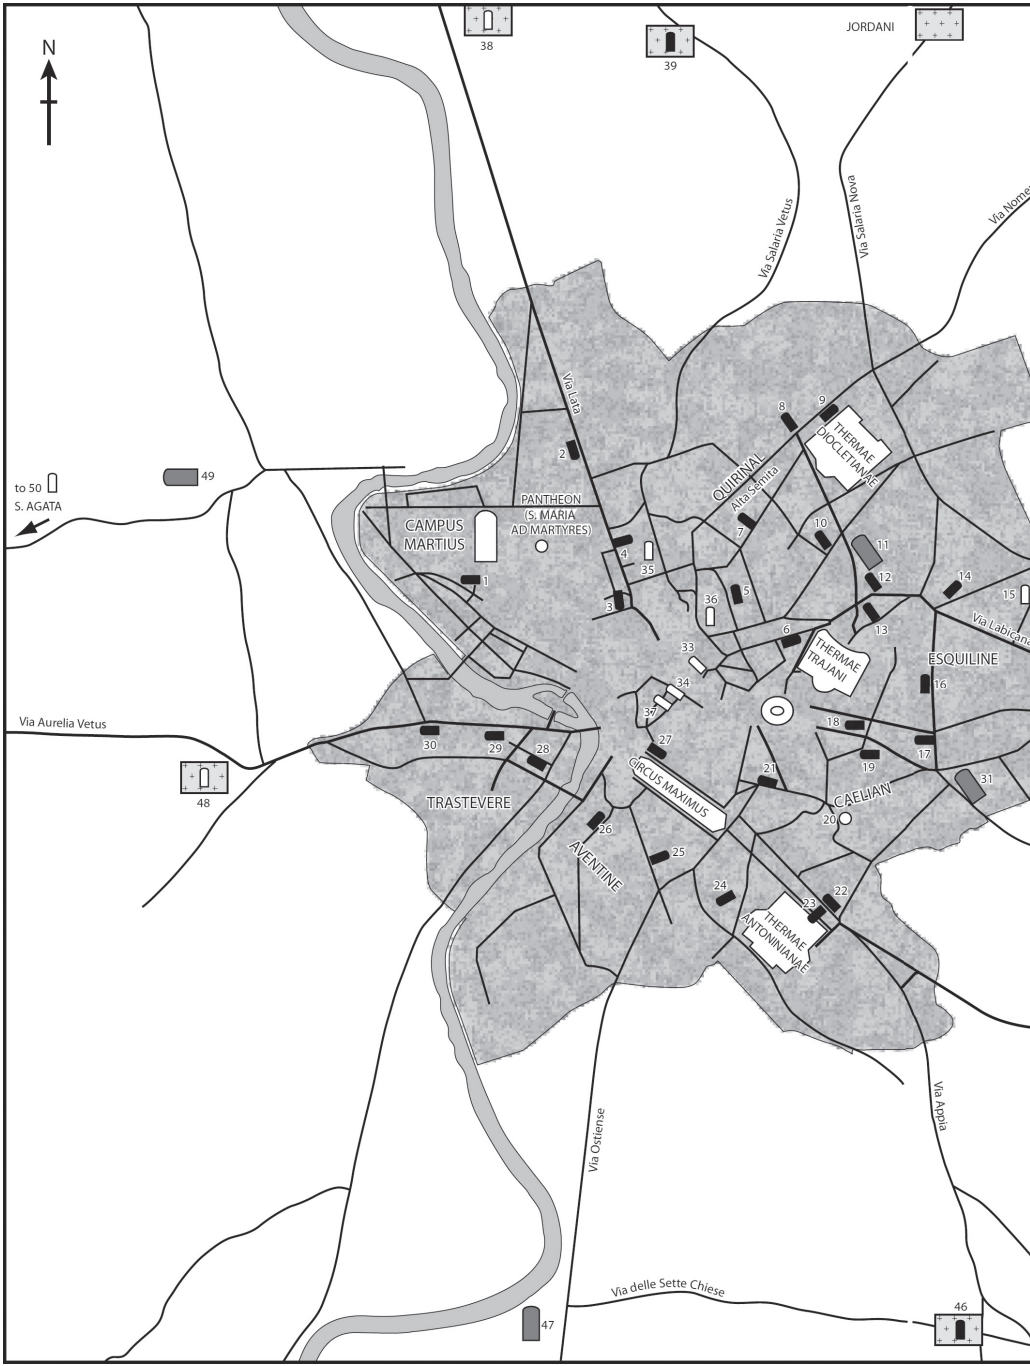 38
39
JORDANI
N
Via Salaria Vetus
Via Salaria Nova
Via Nome
Via Lata
8
9
THERMAE
DIOCLETIANAE
2
QUIRINAL
Alta Semita
49
to 50
S. AGATA
PANTHEON
(S. MARIA
AD MARTYRES)
CAMPUS
MARTIUS
7
10
11
4
35
1
3
36
5
12
14
15
13
Via Labicana
6
33
THERMAE
TRAJANI
ESQUILINE
34
16
37
Via Aurelia Vetus
30
29
28
27
18
17
19
48
TRASTEVERE
CIRCUS MAXIMUS
21
CAELIAN
31
20
26
AVENTINE
25
24
23
22
THERMAE
ANTONINIANAE
Via Ostiense
Via Appia
Via delle Sette Chiese
46
47